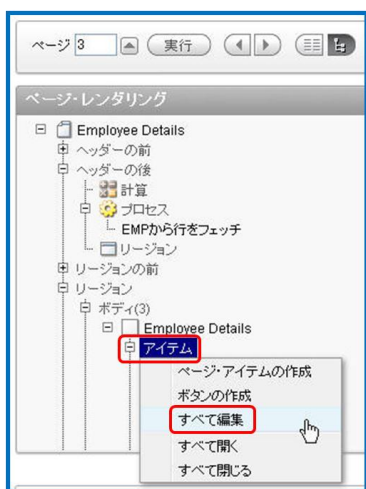 ページ 3 実行
ページ・レンダリング
Employee Details
ヘッダーの前
ヘッダーの後
計算
プロセス
EMPから行をフェッチ
リージョン
リージョンの前
リージョン
ボディ(3)
Employee Details
アイテム
ページ・アイテムの作成
ボタンの作成
すべて編集
すべて開く
すべて閉じる